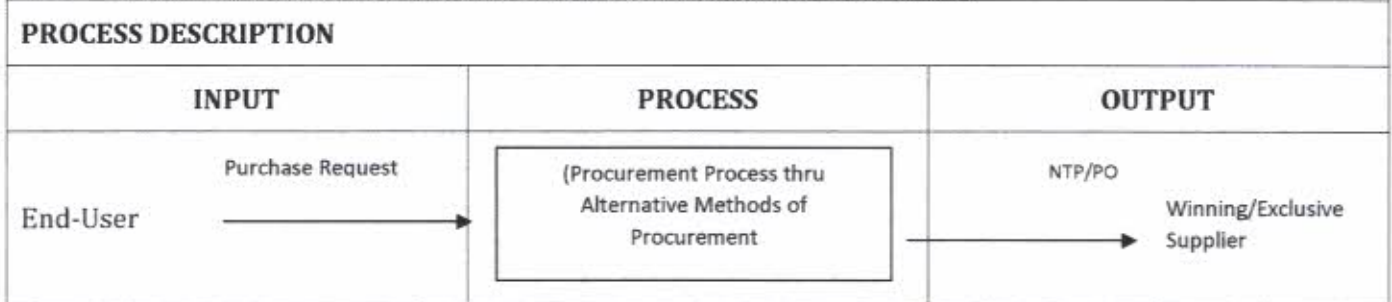 PROCESS DESCRIPTION
INPUT
PROCESS
OUTPUT
Purchase Request
End-User
(Procurement Process thru
Alternative Methods of
Procurement
NTP/PO
Winning/Exclusive
Supplier